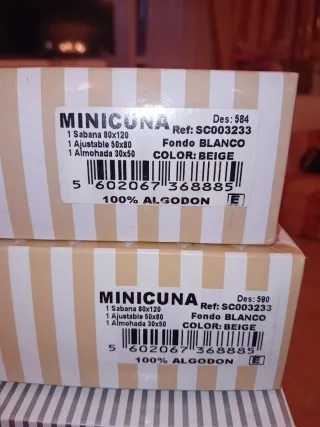 MINICUNA Des: 584
1 Sabana 80x120 Ref: SC003233
1 Ajustable 50x80 Fondo BLANCO
1 Almohada 30x50 COLOR: BEIGE
5 602067 368885
100% ALGODON E
MINICUNA Des: 590
1 Sabana 80x120 Ref: SC003233
1 Ajustable 50x80 Fondo BLANCO
1 Almohada 30x50 COLOR: BEIGE
5 602067 368885
100% ALGODON E